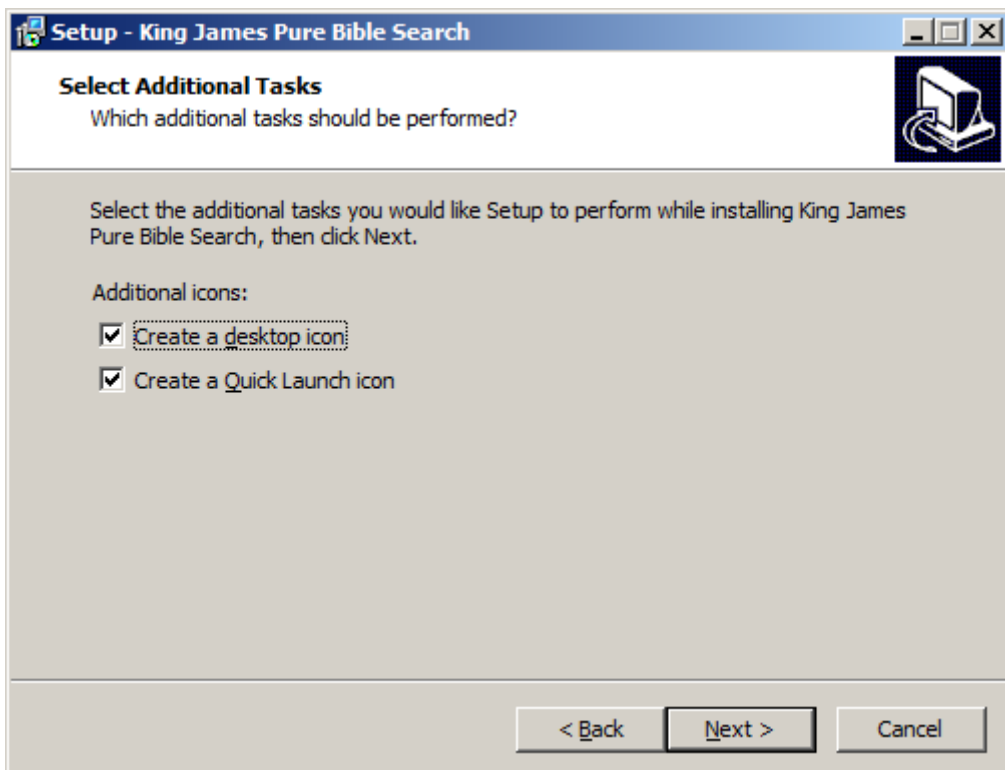 Setup - King James Pure Bible Search
Select Additional Tasks
Which additional tasks should be performed?
Select the additional tasks you would like Setup to perform while installing King James
Pure Bible Search, then click Next.
Additional icons:
Create a desktop icon
Create a Quick Launch icon
< Back
Next >
Cancel